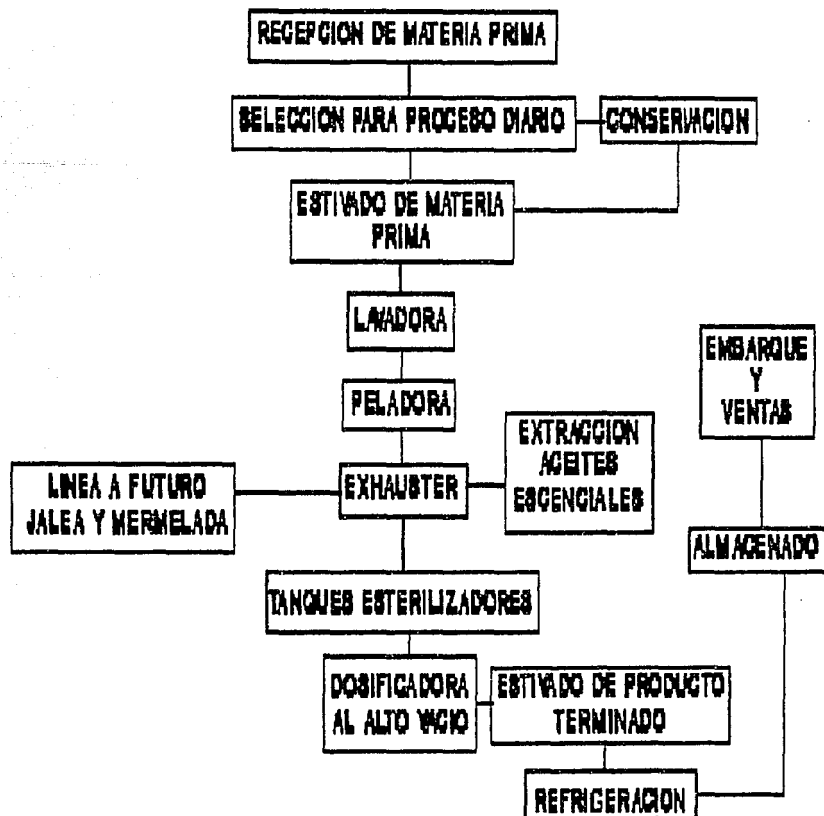 RECEPCION DE MATERIA PRIMA
SELECCION PARA PROCESO DIARIO
CONSERVACION
ESTIVADO DE MATERIA
PRIMA
LAVADORA
PELADORA
EXTRACCION
ACEITES
ESCENCIALES
LINEA A FUTURO
JALEA Y MERMELADA
EXHAUSTER
TANQUES ESTERILIZADORES
DOSIFICADORA
AL ALTO VACIO
ESTIVADO DE PRODUCTO
TERMINADO
REFRIGERACION
ALMACENADO
EMBARQUE
Y
VENTAS